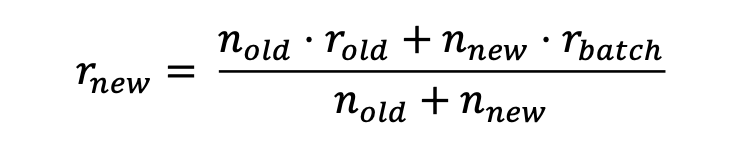 r_new = (n_old · r_old + n_new · r_batch) / (n_old + n_new)